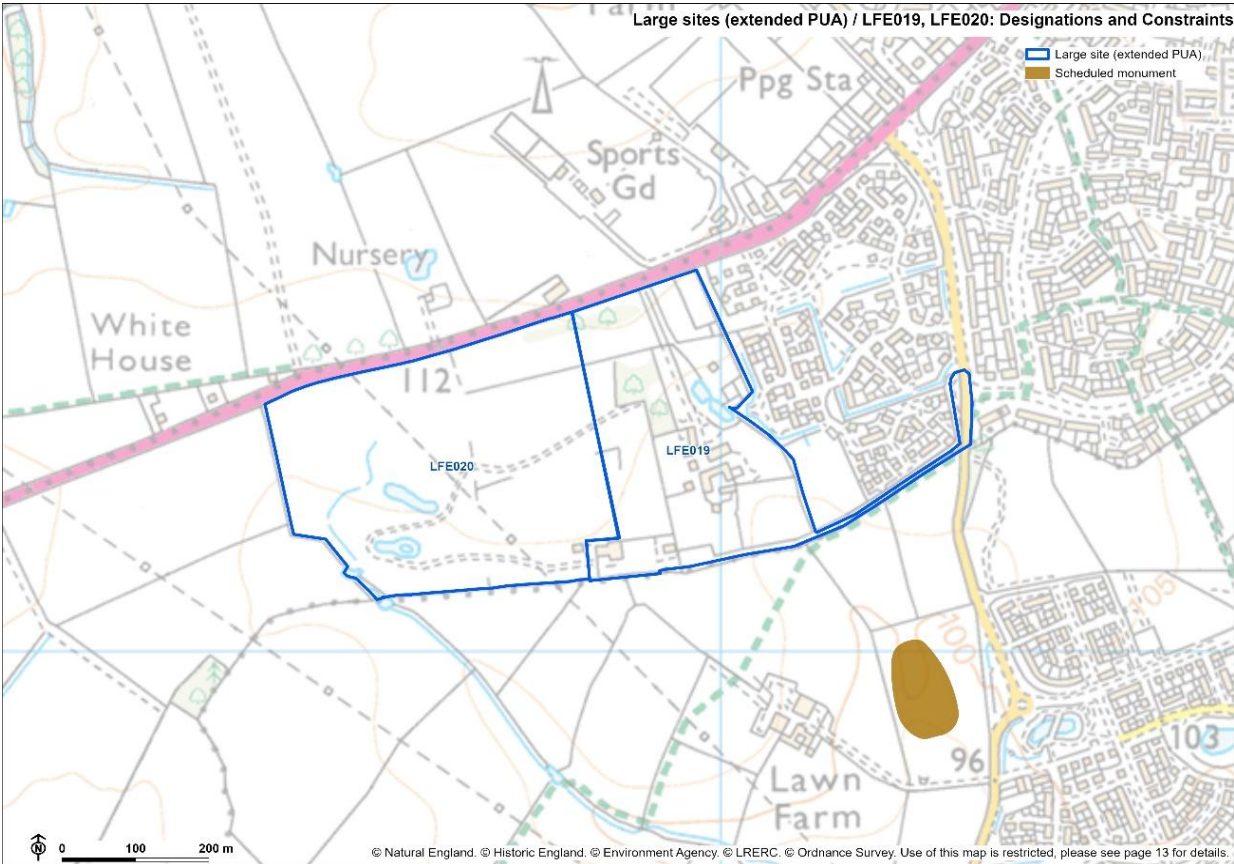 Farm
Large sites (extended PUA) / LFE019, LFE020: Designations and Constraints
Large site (extended PUA)
Scheduled monument
Ppg Sta
Sports
Gd
Nursery
White
House
112
LFE020
LFE019
100
105
Lawn
Farm
96
103
N
0 100 200 m
© Natural England. © Historic England. © Environment Agency. © LRERC. © Ordnance Survey. Use of this map is restricted, please see page 13 for details.